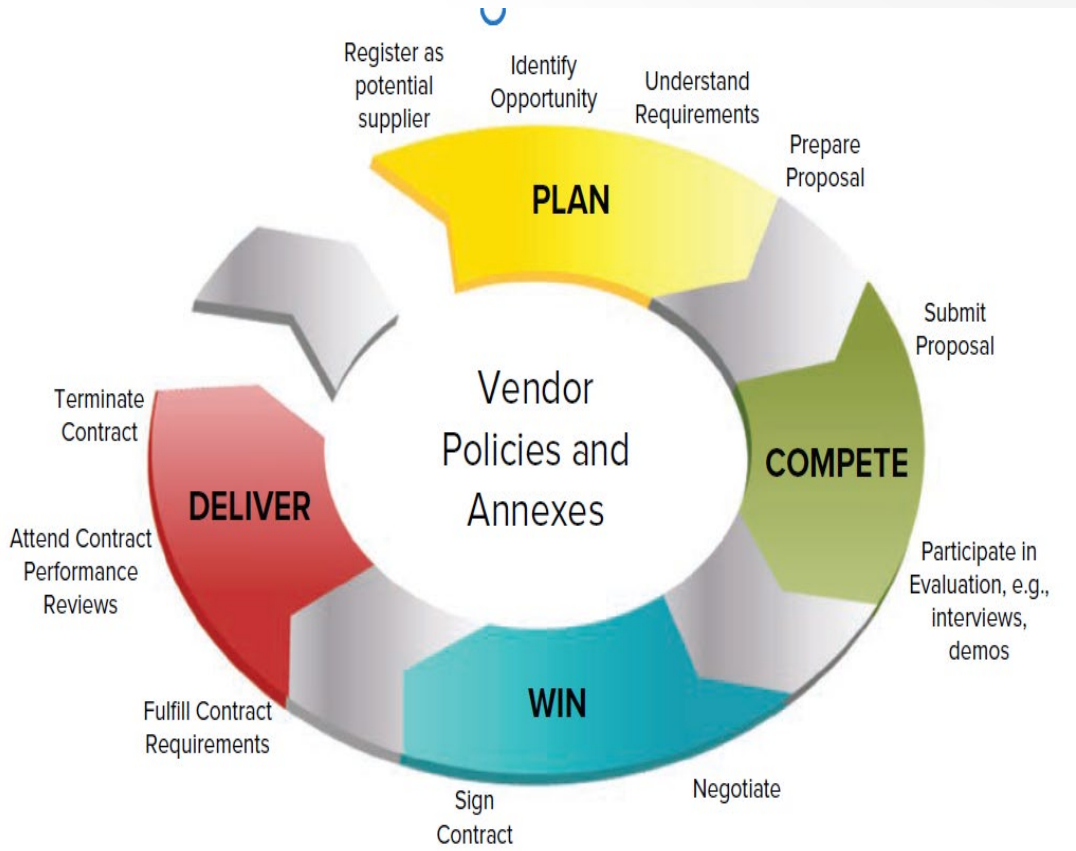 Register as
potential
supplier
Identify
Opportunity
Understand
Requirements
Prepare
Proposal
PLAN
Submit
Proposal
COMPETE
Participate in
Evaluation, e.g.,
interviews,
demos
Negotiate
WIN
Sign
Contract
Fulfill Contract
Requirements
Attend Contract
Performance
Reviews
DELIVER
Terminate
Contract
Vendor
Policies and
Annexes